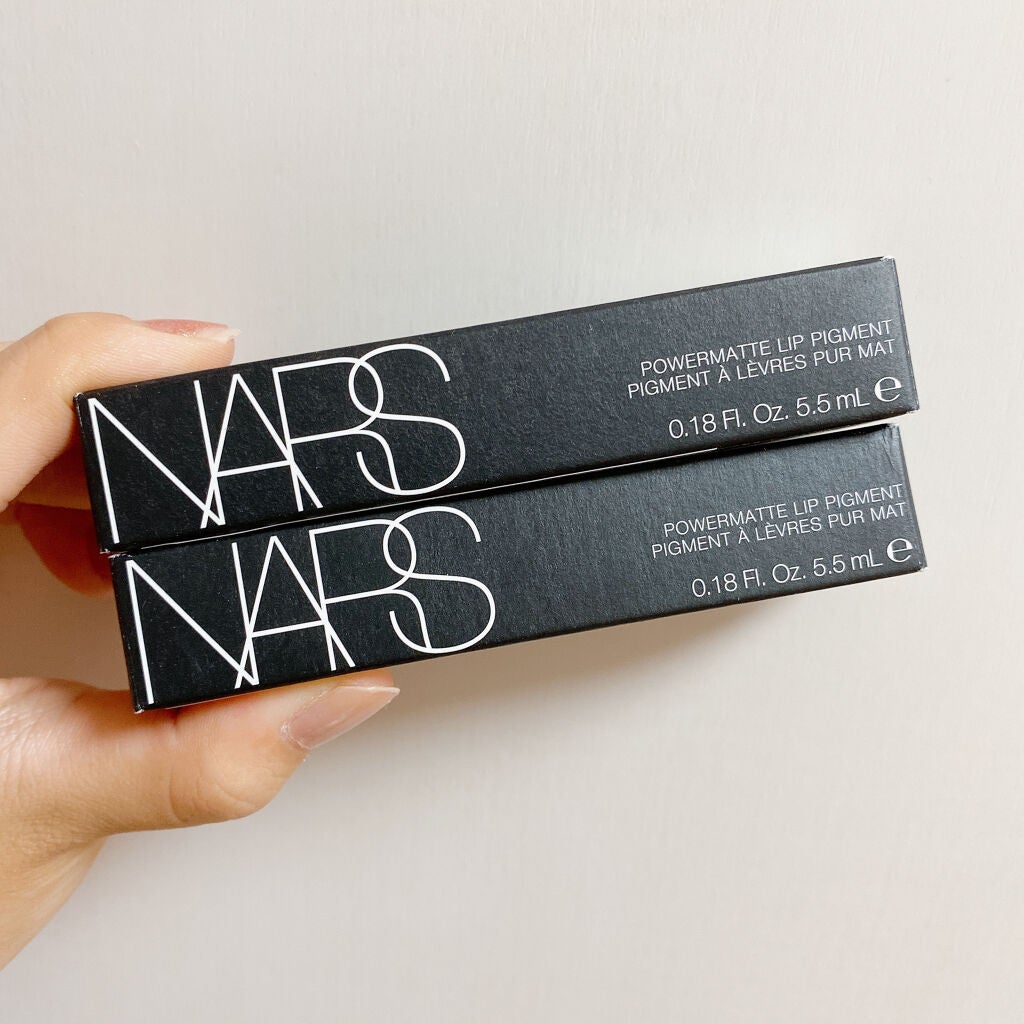 NARS
POWERMATTE LIP PIGMENT
PIGMENT À LÈVRES PUR MAT
0.18 Fl. Oz. 5.5 mL ℮
NARS
POWERMATTE LIP PIGMENT
PIGMENT À LÈVRES PUR MAT
0.18 Fl. Oz. 5.5 mL ℮